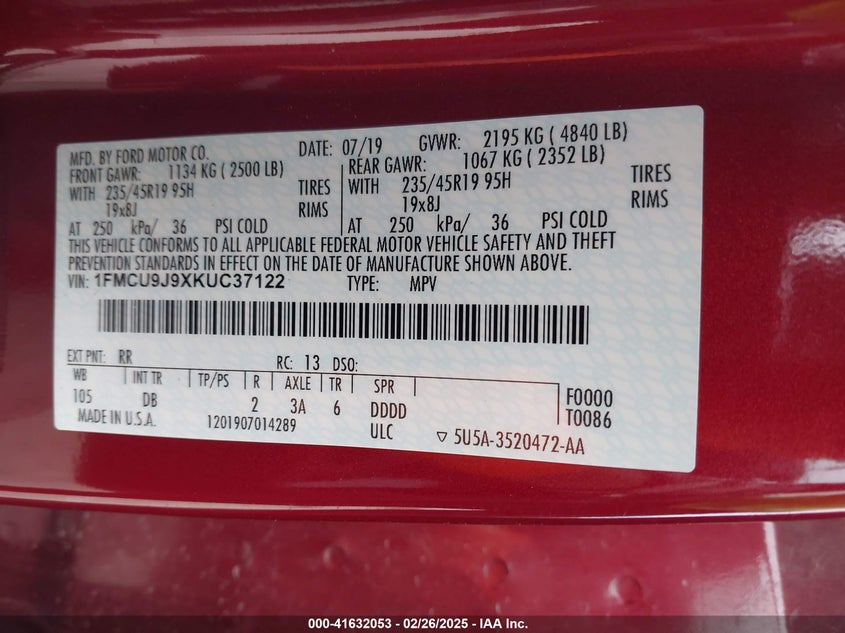 MFD. BY FORD MOTOR CO. DATE: 07/19 GVWR: 2195 KG ( 4840 LB)
FRONT GAWR: 1134 KG ( 2500 LB) REAR GAWR: 1067 KG ( 2352 LB)
WITH 235/45R19 95H TIRES WITH 235/45R19 95H TIRES
19x8J RIMS 19x8J RIMS
AT 250 kPa/ 36 PSI COLD AT 250 kPa/ 36 PSI COLD
THIS VEHICLE CONFORMS TO ALL APPLICABLE FEDERAL MOTOR VEHICLE SAFETY AND THEFT
PREVENTION STANDARDS IN EFFECT ON THE DATE OF MANUFACTURE SHOWN ABOVE.
VIN: 1FMCU9J9XKUC37122 TYPE: MPV
EXT PNT: RR RC: 13 DSO:
WB INT TR TP/PS R AXLE TR SPR F0000
105 DB 2 3A 6 DDDD T0086
MADE IN U.S.A. 1201907014289 ULC ▽ 5U5A-3520472-AA
000-41632053 - 02/26/2025 - IAA Inc.